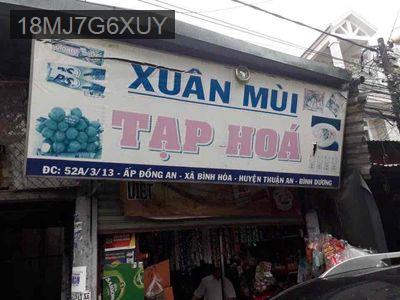 18MJ7G6XUY
XUÂN MÙI
TẠP HOÁ
ĐC: 52A/3/13 - ẤP ĐỒNG AN - XÃ BÌNH HÒA - HUYỆN THUẬN AN - BÌNH DƯƠNG
VIỆT